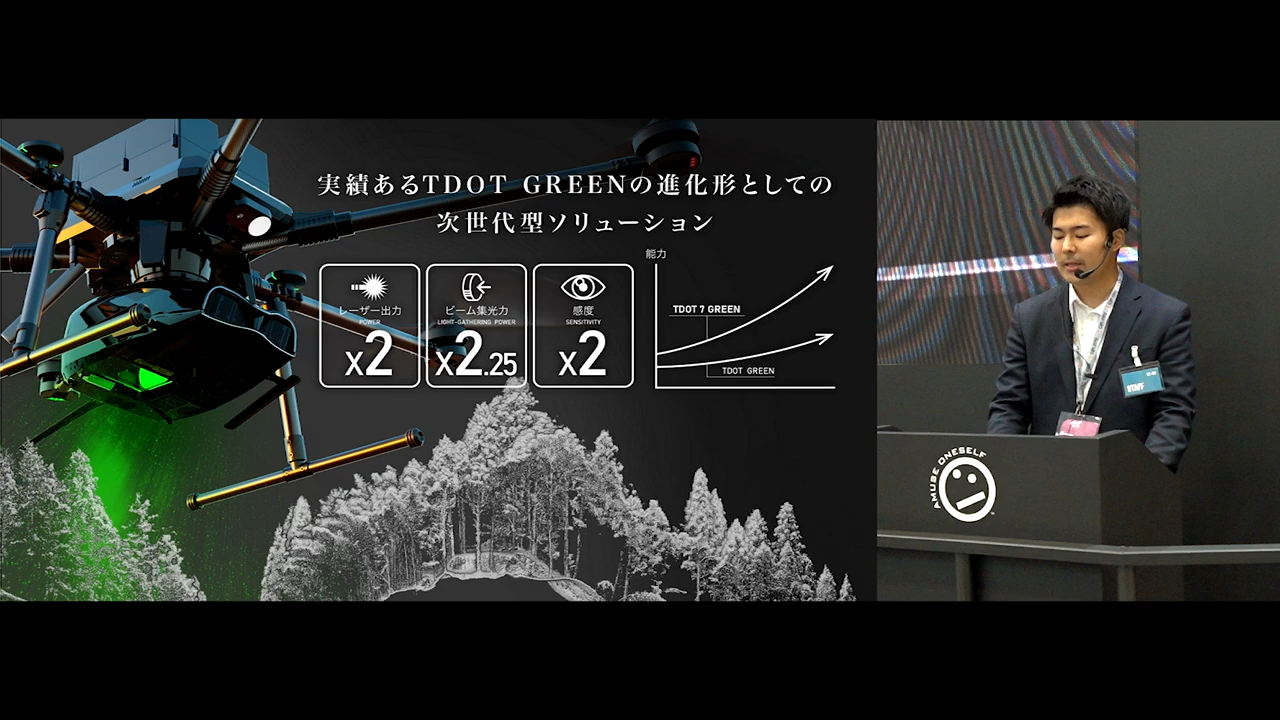 実績あるTDOT GREENの進化形としての
次世代型ソリューション
レーザー出力
POWER
x2
ビーム集光力
LIGHT-GATHERING POWER
x2.25
感度
SENSITIVITY
x2
能力
TDOT 7 GREEN
TDOT GREEN
STAFF
AMUSE ONESELF